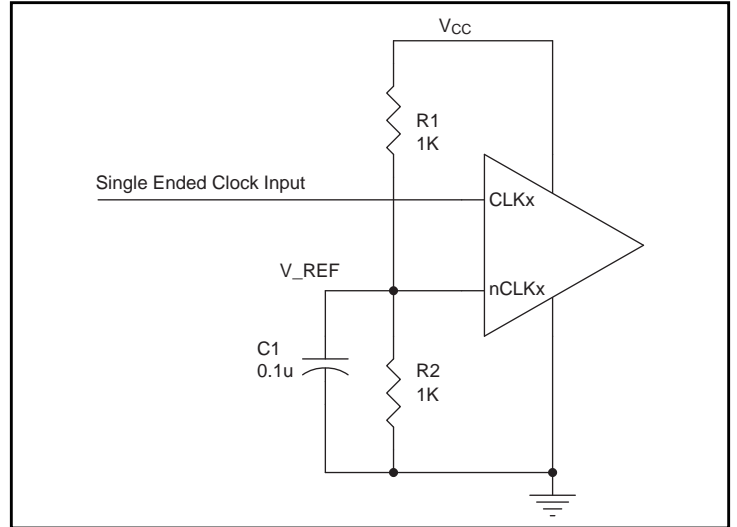 VCC
R1
1K
Single Ended Clock Input
CLKx
V_REF
nCLKx
C1
0.1u
R2
1K